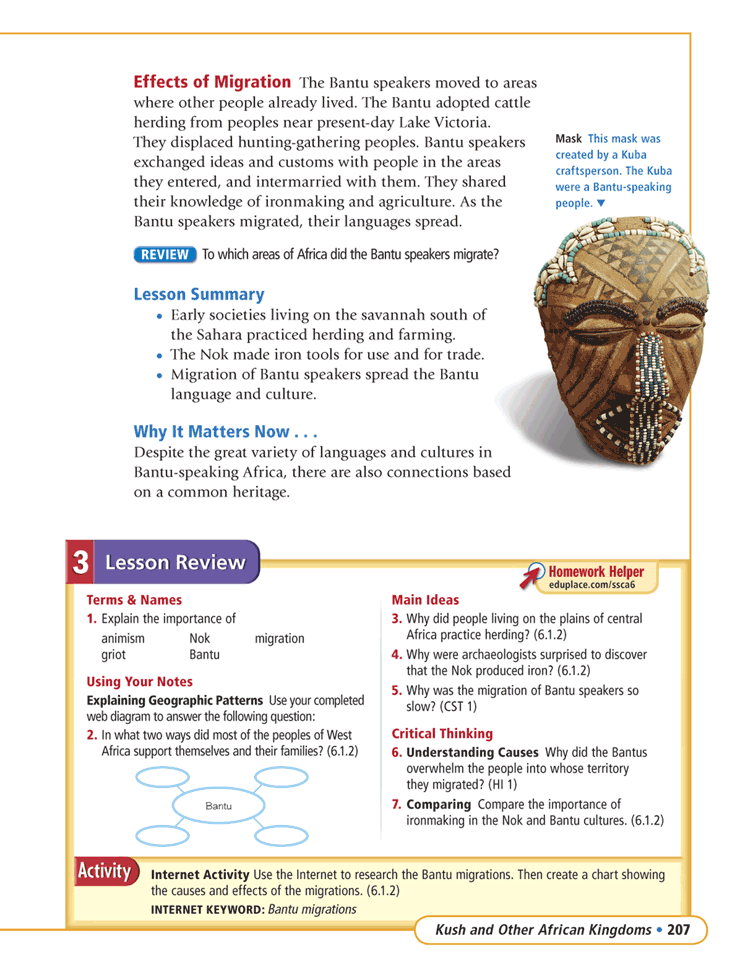 Effects of Migration The Bantu speakers moved to areas
where other people already lived. The Bantu adopted cattle
herding from peoples near present-day Lake Victoria.
They displaced hunting-gathering peoples. Bantu speakers
exchanged ideas and customs with people in the areas
they entered, and intermarried with them. They shared
their knowledge of ironmaking and agriculture. As the
Bantu speakers migrated, their languages spread.
Mask This mask was
created by a Kuba
craftsperson. The Kuba
were a Bantu-speaking
people. ▼
REVIEW To which areas of Africa did the Bantu speakers migrate?
Lesson Summary
• Early societies living on the savannah south of
the Sahara practiced herding and farming.
• The Nok made iron tools for use and for trade.
• Migration of Bantu speakers spread the Bantu
language and culture.
Why It Matters Now . . .
Despite the great variety of languages and cultures in
Bantu-speaking Africa, there are also connections based
on a common heritage.
3 Lesson Review
Homework Helper
eduplace.com/ssca6
Terms & Names
1. Explain the importance of
animism Nok migration
griot Bantu
Using Your Notes
Explaining Geographic Patterns Use your completed
web diagram to answer the following question:
2. In what two ways did most of the peoples of West
Africa support themselves and their families? (6.1.2)
Bantu
Main Ideas
3. Why did people living on the plains of central
Africa practice herding? (6.1.2)
4. Why were archaeologists surprised to discover
that the Nok produced iron? (6.1.2)
5. Why was the migration of Bantu speakers so
slow? (CST 1)
Critical Thinking
6. Understanding Causes Why did the Bantus
overwhelm the people into whose territory
they migrated? (HI 1)
7. Comparing Compare the importance of
ironmaking in the Nok and Bantu cultures. (6.1.2)
Activity
Internet Activity Use the Internet to research the Bantu migrations. Then create a chart showing
the causes and effects of the migrations. (6.1.2)
INTERNET KEYWORD: Bantu migrations
Kush and Other African Kingdoms • 207